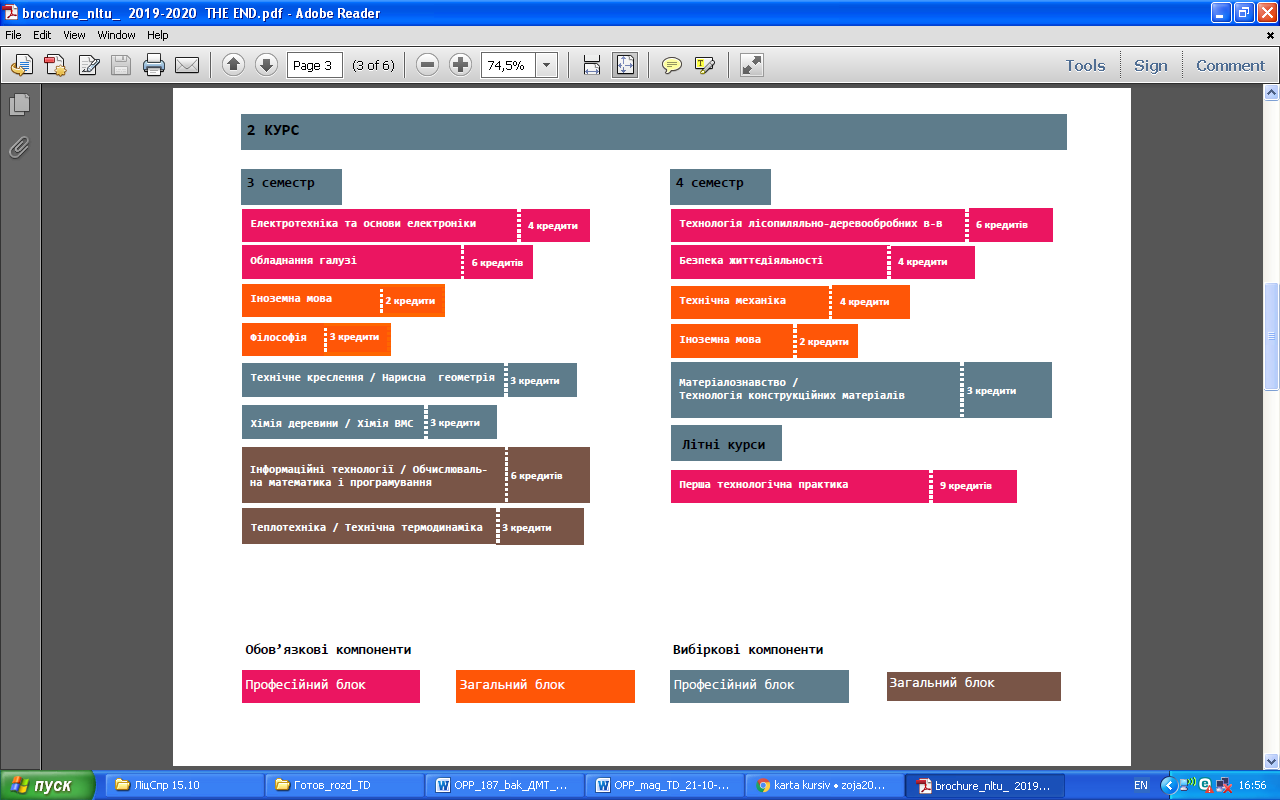 brochure_nltu_ 2019-2020 THE END.pdf - Adobe Reader
File Edit View Window Help
Page 3 (3 of 6) 74,5% Tools Sign Comment
2 КУРС
3 семестр
Електротехніка та основи електроніки 4 кредити
Обладнання галузі 6 кредитів
Іноземна мова 2 кредити
Філософія 3 кредити
Технічне креслення / Нарисна геометрія 3 кредити
Хімія деревини / Хімія ВМС 3 кредити
Інформаційні технології / Обчислюваль-
на математика і програмування 6 кредитів
Теплотехніка / Технічна термодинаміка 3 кредити
4 семестр
Технологія лісопиляльно-деревообробних в-в 6 кредитів
Безпека життєдіяльності 4 кредити
Технічна механіка 4 кредити
Іноземна мова 2 кредити
Матеріалознавство /
Технологія конструкційних матеріалів 3 кредити
Літні курси
Перша технологічна практика 9 кредитів
Обов’язкові компоненти
Професійний блок Загальний блок
Вибіркові компоненти
Професійний блок Загальний блок
пуск ЛіцСпр 15.10 Готов_rozd_TD OPP_187_bak_ДМТ_... OPP_mag_TD_21-10-... karta kursiv • zoja20... brochure_nltu_ 2019... EN 16:56